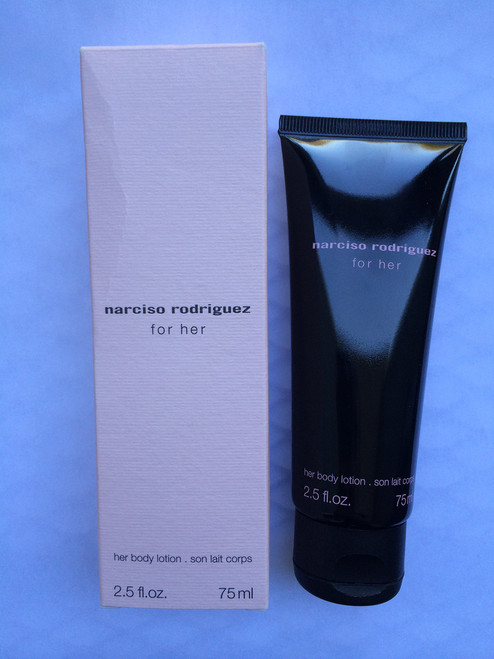 narciso rodriguez
for her
her body lotion . son lait corps
2.5 fl.oz. 75 ml
narciso rodriguez
for her
her body lotion . son lait corps
2.5 fl.oz. 75 m